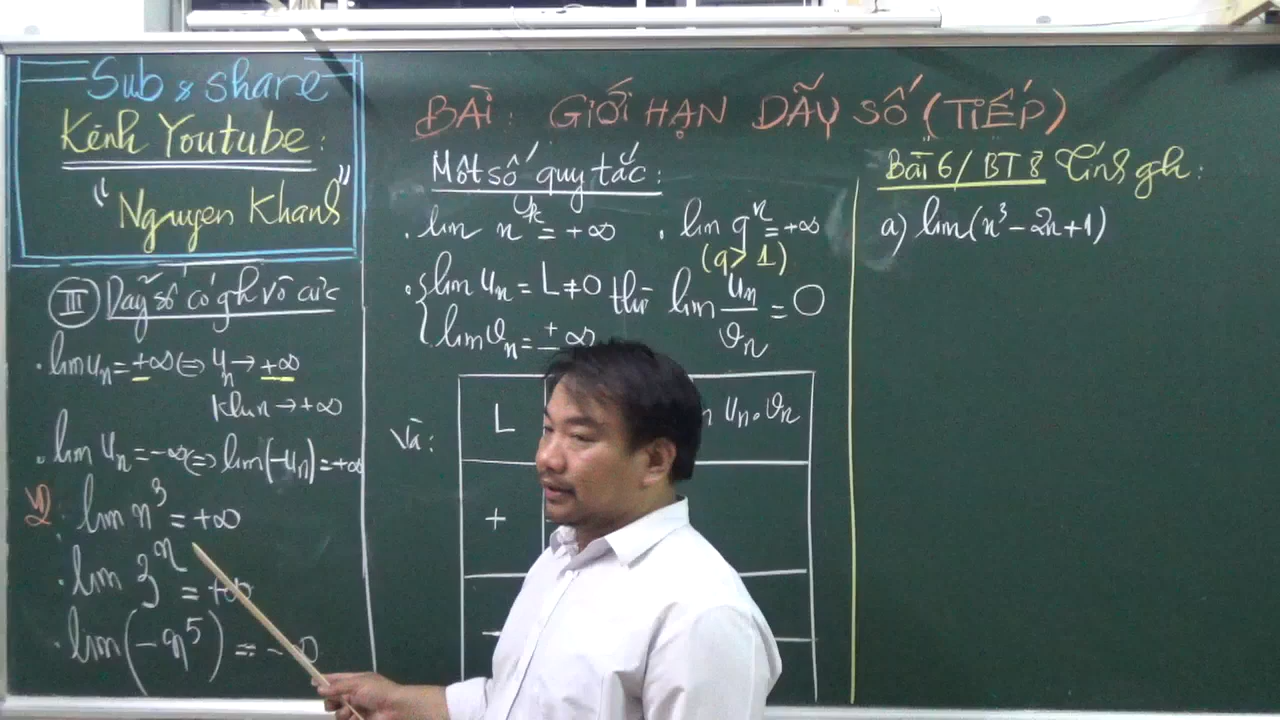 Sub & share
Kênh Youtube:
"Nguyen Khanh"
BÀI: GIỚI HẠN DÃY SỐ (TIẾP)
III Dãy số có gh vô cực
. lim uₙ = +∞ ⇔ uₙ → +∞
khi n → +∞
. lim uₙ = -∞ ⇔ lim(-uₙ) = +∞
VD: . lim n³ = +∞
. lim 3ⁿ = +∞
. lim(-n⁵) = -∞
Một số quy tắc:
. lim nᵏ = +∞ . lim qⁿ = +∞
(q > 1)
. { lim uₙ = L ≠ 0 thì lim uₙ/vₙ = 0
lim vₙ = ± ∞
Và:
L uₙ.vₙ
+
-
Bài 6/BT8 Tính gh:
a) lim(n³ - 2n + 1)